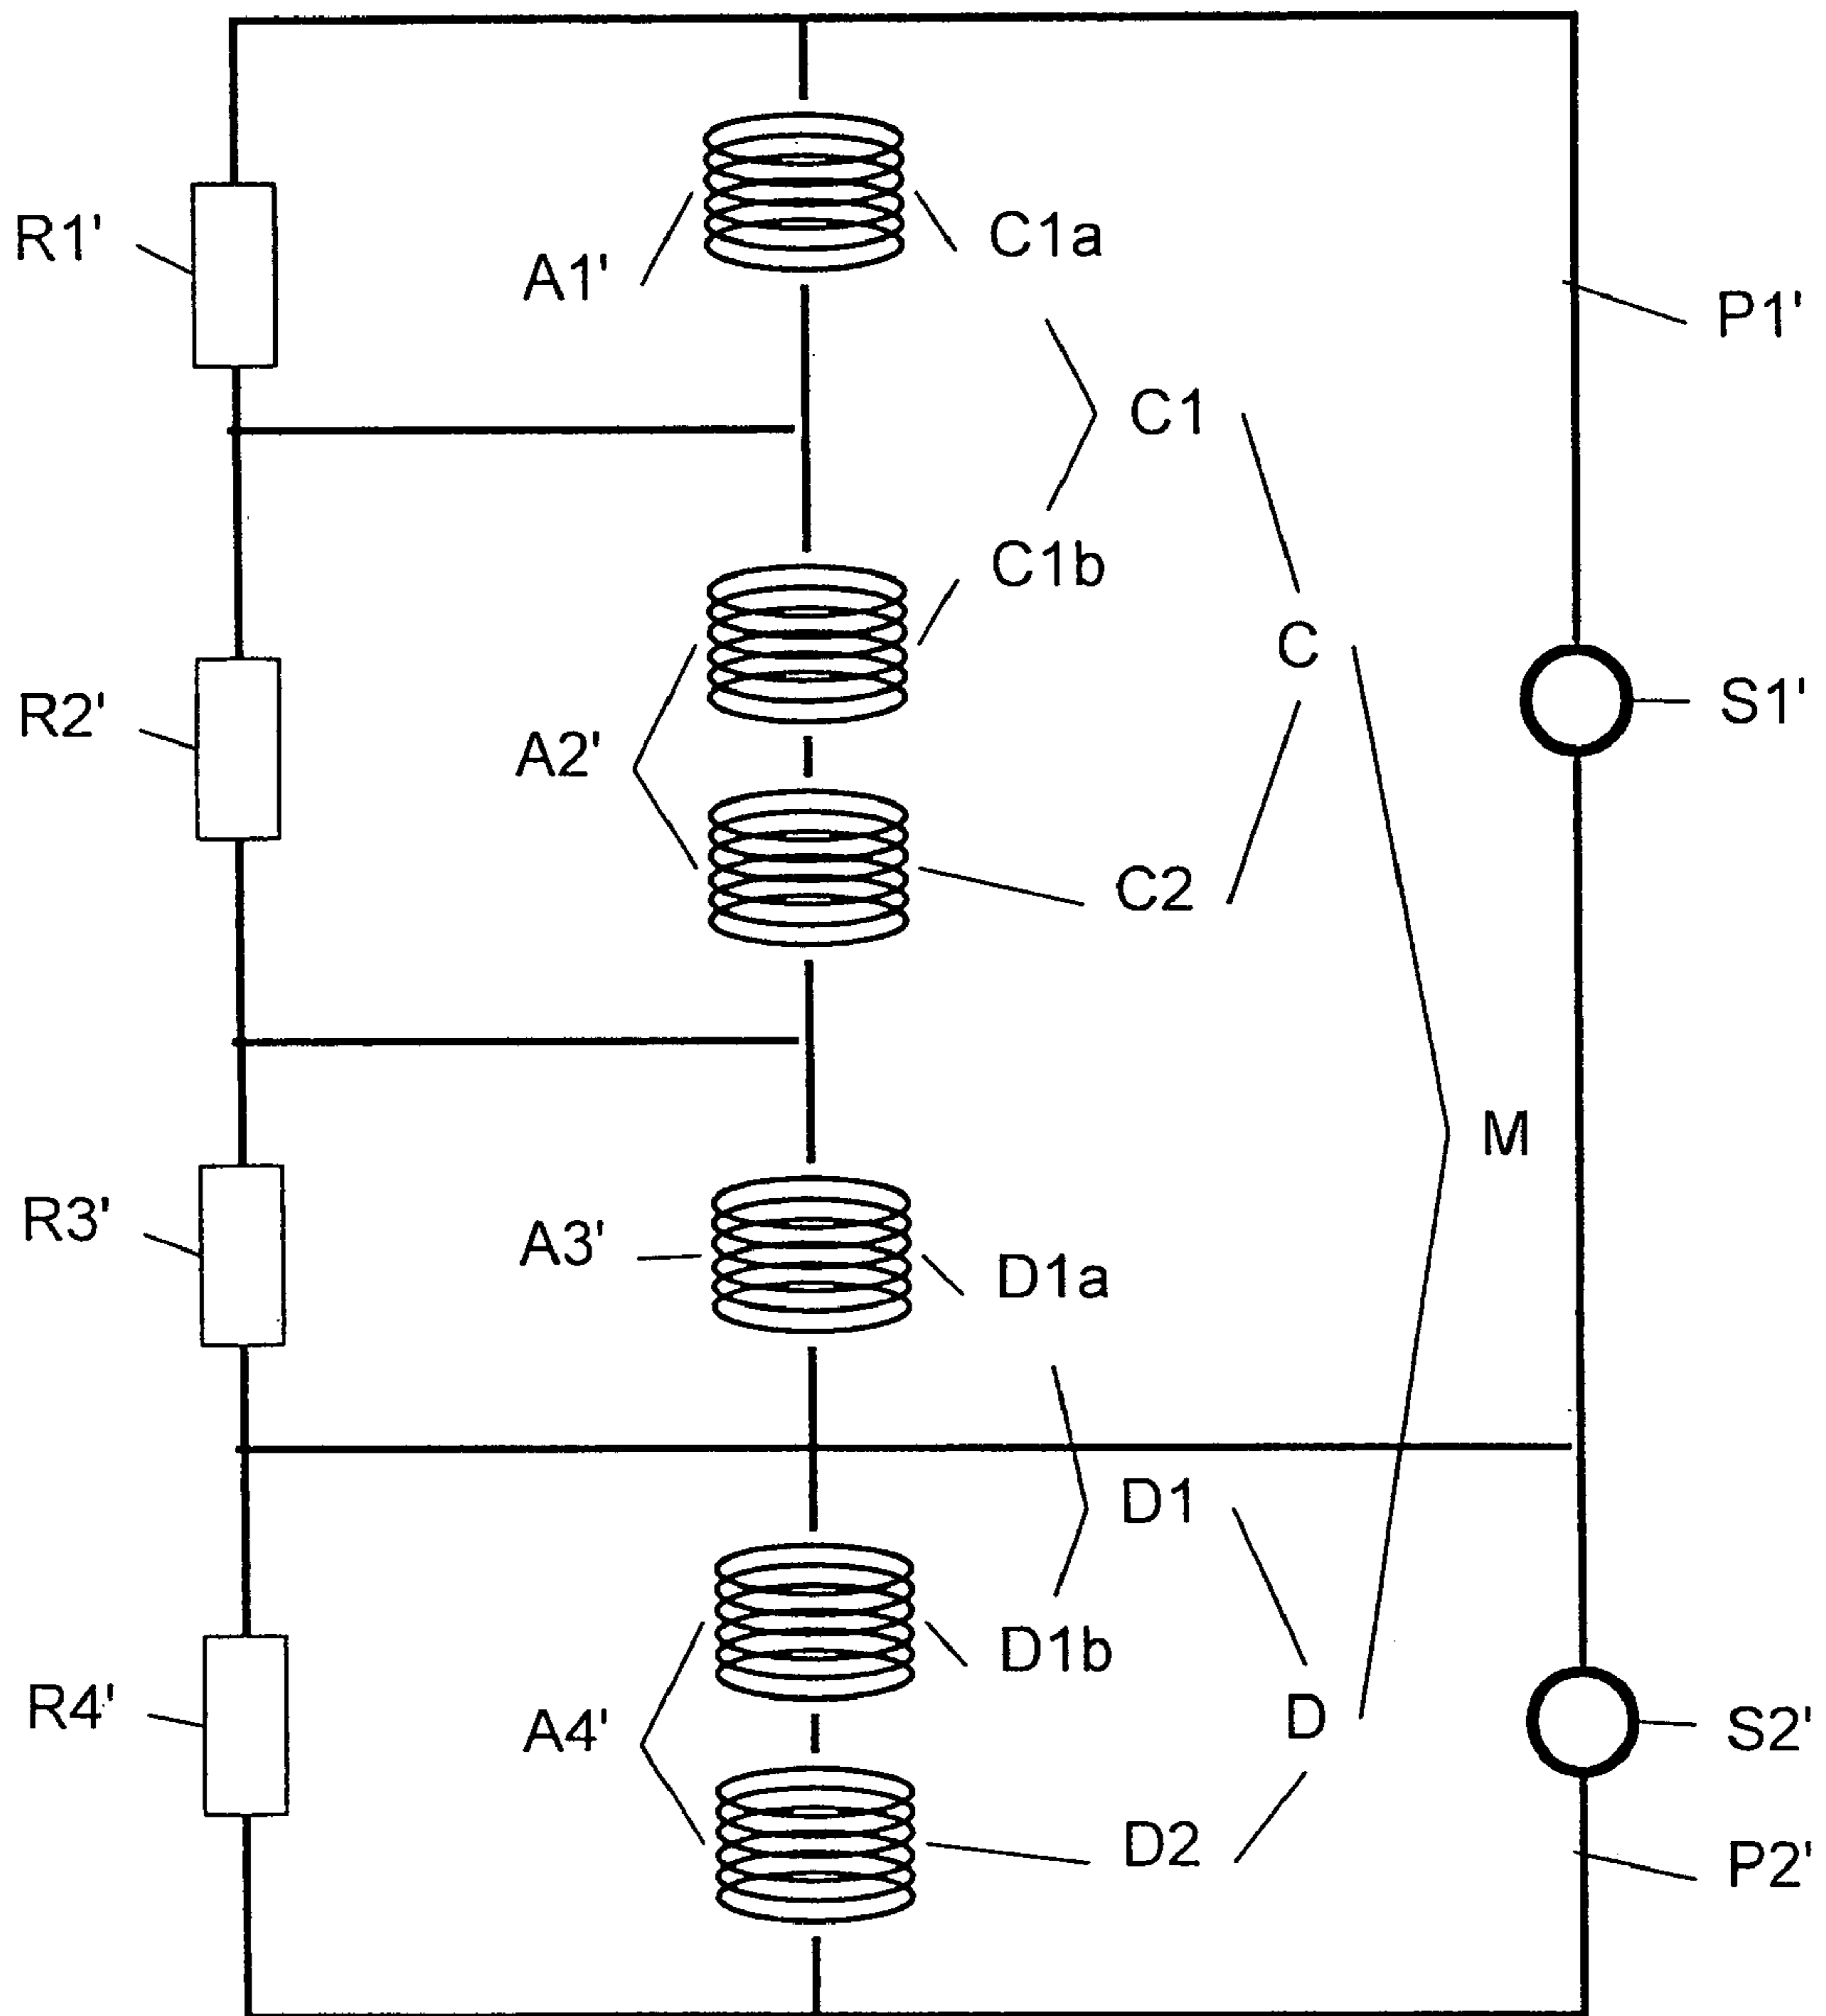 R1'
A1'
C1a
P1'
C1
C1b
C
R2'
S1'
A2'
C2
M
R3'
A3'
D1a
D1
D1b
R4'
A4'
D
S2'
D2
P2'